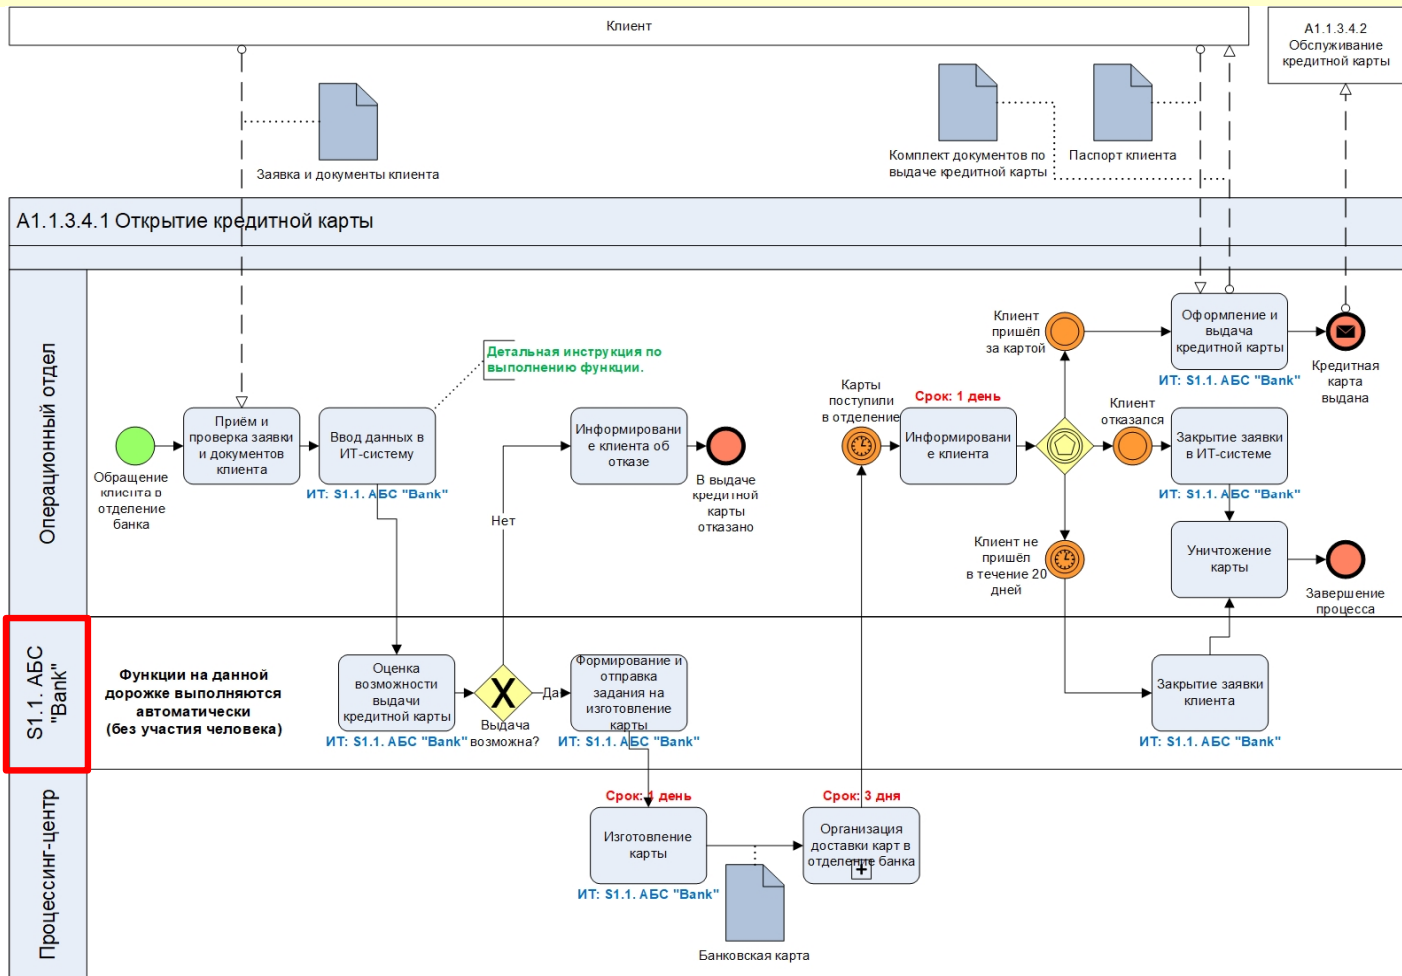 Клиент
А1.1.3.4.2
Обслуживание
кредитной карты
Заявка и документы клиента
Комплект документов по
выдаче кредитной карты
Паспорт клиента
А1.1.3.4.1 Открытие кредитной карты
Операционный отдел
Обращение
клиента в
отделение
банка
Приём и
проверка заявки
и документов
клиента
Ввод данных в
ИТ-систему
ИТ: S1.1. АБС "Bank"
Детальная инструкция по
выполнению функции.
Нет
Информировани
е клиента об
отказе
В выдаче
кредитной
карты
отказано
Карты
поступили
в отделение
Срок: 1 день
Информировани
е клиента
Клиент
пришёл
за картой
Клиент
отказался
Клиент не
пришёл
в течение 20
дней
Оформление и
выдача
кредитной карты
ИТ: S1.1. АБС "Bank"
Кредитная
карта
выдана
Закрытие заявки
в ИТ-системе
ИТ: S1.1. АБС "Bank"
Уничтожение
карты
Завершение
процесса
S1.1. АБС
"Bank"
Функции на данной
дорожке выполняются
автоматически
(без участия человека)
Оценка
возможности
выдачи
кредитной карты
ИТ: S1.1. АБС "Bank"
X
Выдача
возможна?
Да
Формирование и
отправка
задания на
изготовление
карты
ИТ: S1.1. АБС "Bank"
Закрытие заявки
клиента
ИТ: S1.1. АБС "Bank"
Процессинг-центр
Срок: 1 день
Изготовление
карты
ИТ: S1.1. АБС "Bank"
Банковская карта
Срок: 3 дня
Организация
доставки карт в
отделение банка